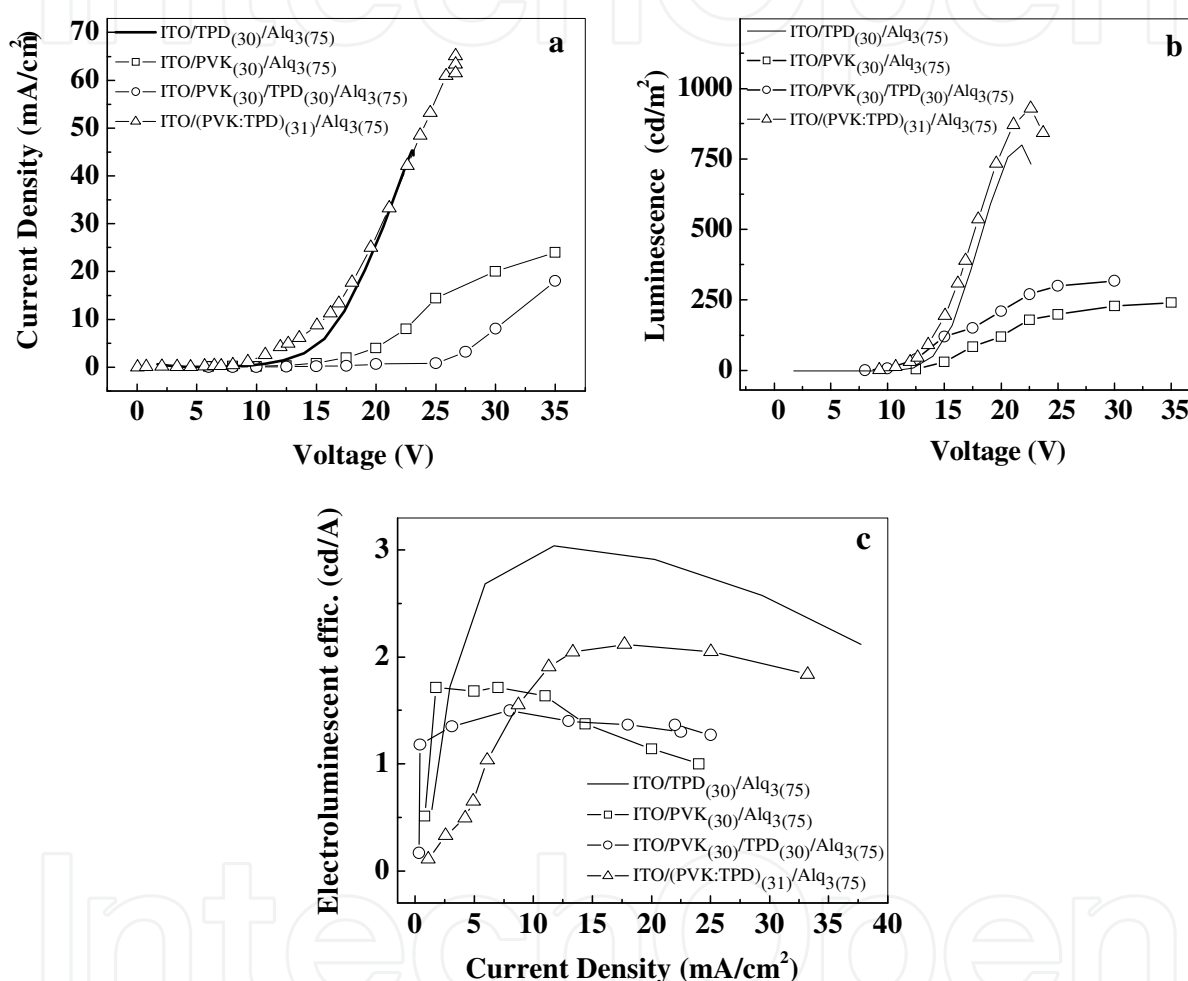 IntechOpen
a
ITO/TPD(30)/Alq3(75)
ITO/PVK(30)/Alq3(75)
ITO/PVK(30)/TPD(30)/Alq3(75)
ITO/(PVK:TPD)(31)/Alq3(75)
70
60
50
40
30
20
10
0
Current Density (mA/cm2)
0 5 10 15 20 25 30 35
Voltage (V)
b
ITO/TPD(30)/Alq3(75)
ITO/PVK(30)/Alq3(75)
ITO/PVK(30)/TPD(30)/Alq3(75)
ITO/(PVK:TPD)(31)/Alq3(75)
1000
750
500
250
0
Luminescence (cd/m2)
0 5 10 15 20 25 30 35
Voltage (V)
c
3
2
1
0
Electroluminescent effic. (cd/A)
ITO/TPD(30)/Alq3(75)
ITO/PVK(30)/Alq3(75)
ITO/PVK(30)/TPD(30)/Alq3(75)
ITO/(PVK:TPD)(31)/Alq3(75)
0 5 10 15 20 25 30 35 40
Current Density (mA/cm2)
IntechOpen